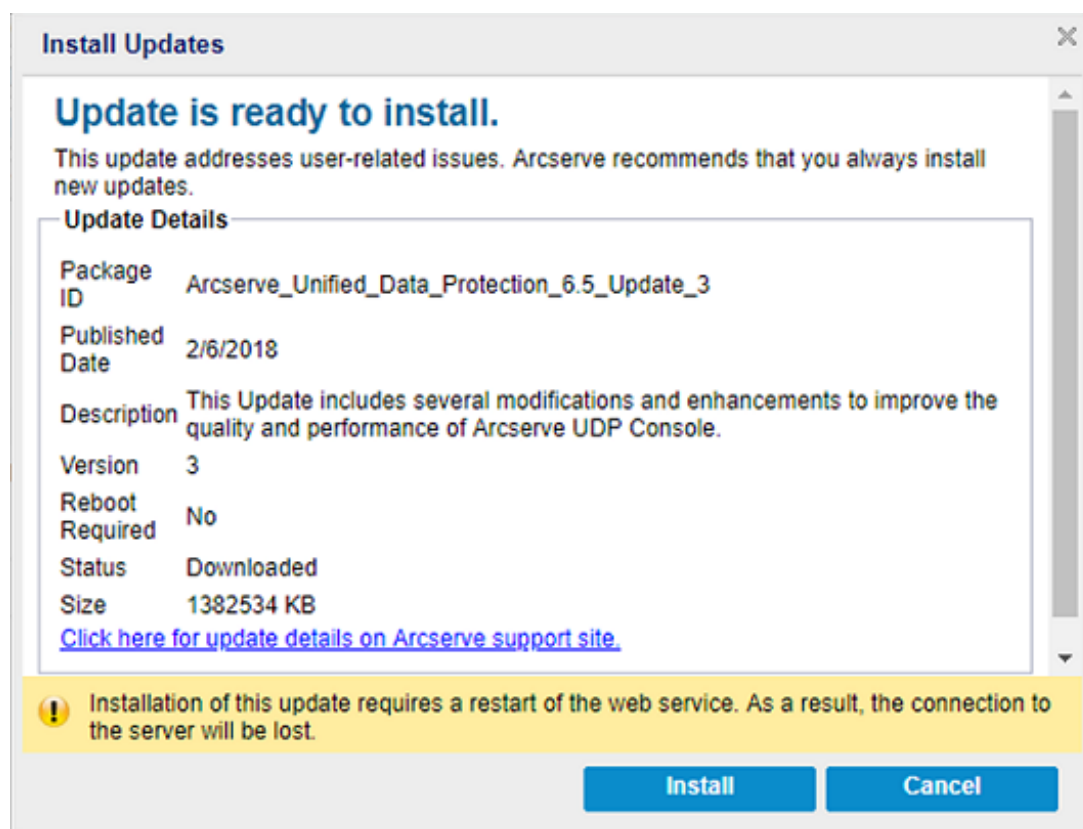 Install Updates
Update is ready to install.
This update addresses user-related issues. Arcserve recommends that you always install
new updates.
Update Details
Package
ID
Arcserve_Unified_Data_Protection_6.5_Update_3
Published
Date
2/6/2018
Description
This Update includes several modifications and enhancements to improve the
quality and performance of Arcserve UDP Console.
Version 3
Reboot
Required
No
Status Downloaded
Size 1382534 KB
Click here for update details on Arcserve support site.
Installation of this update requires a restart of the web service. As a result, the connection to
the server will be lost.
Install Cancel